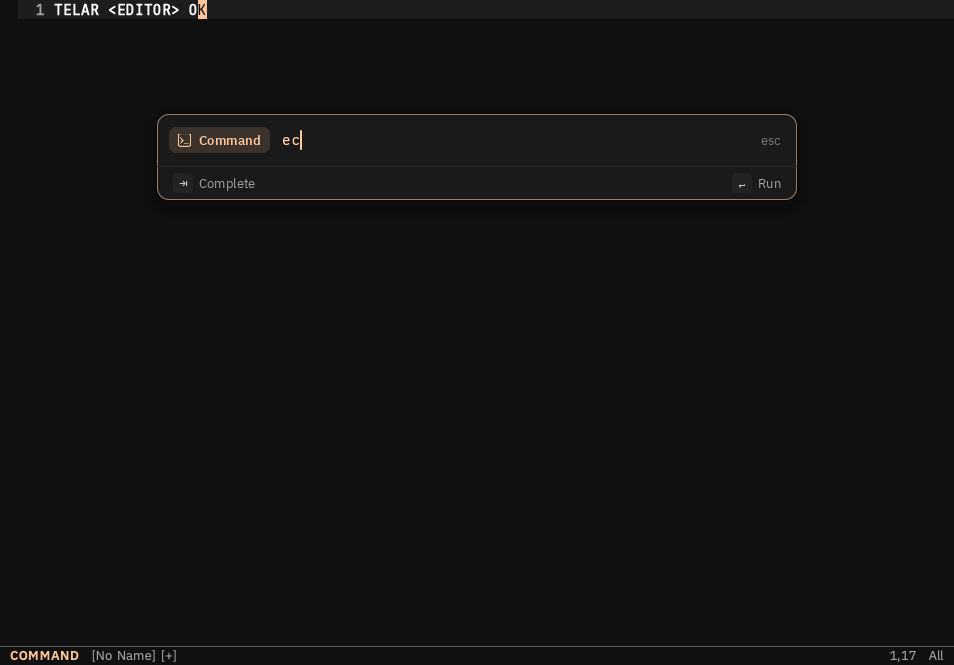 1 TELAR <EDITOR> OK
Command ec esc
Complete Run
COMMAND [No Name] [+] 1,17 All